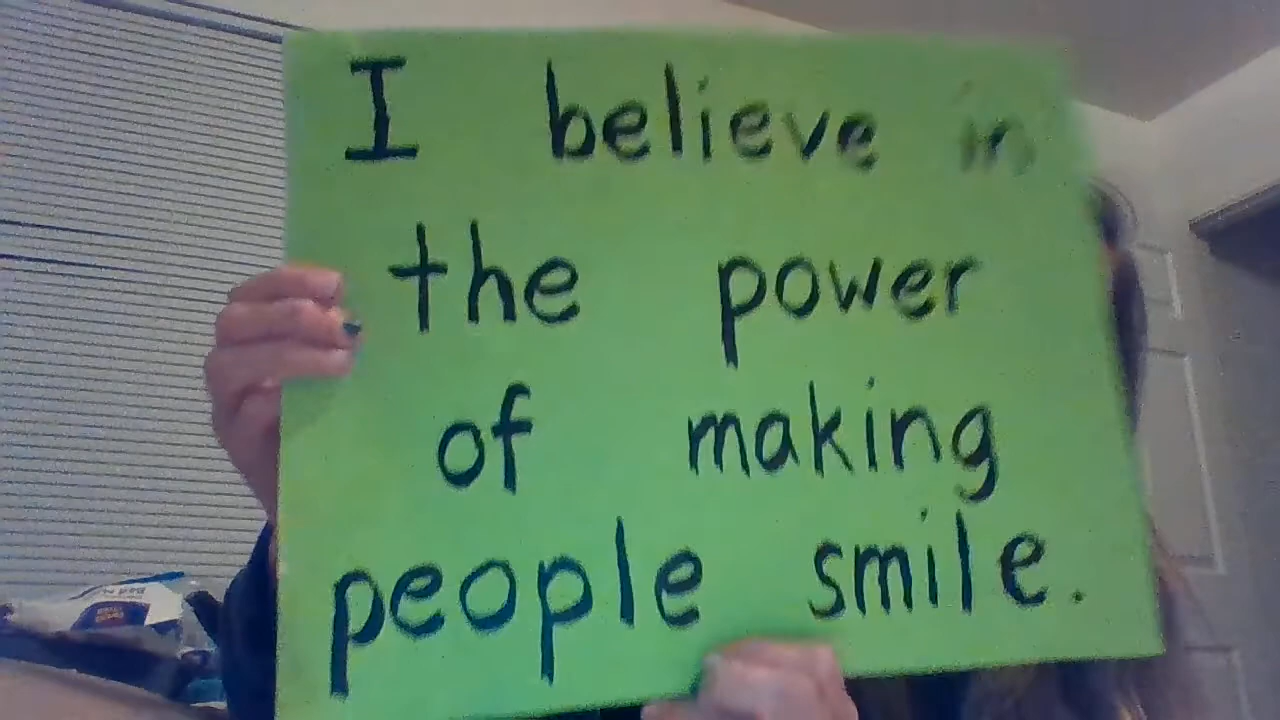 I believe in
the power
of making
people smile.